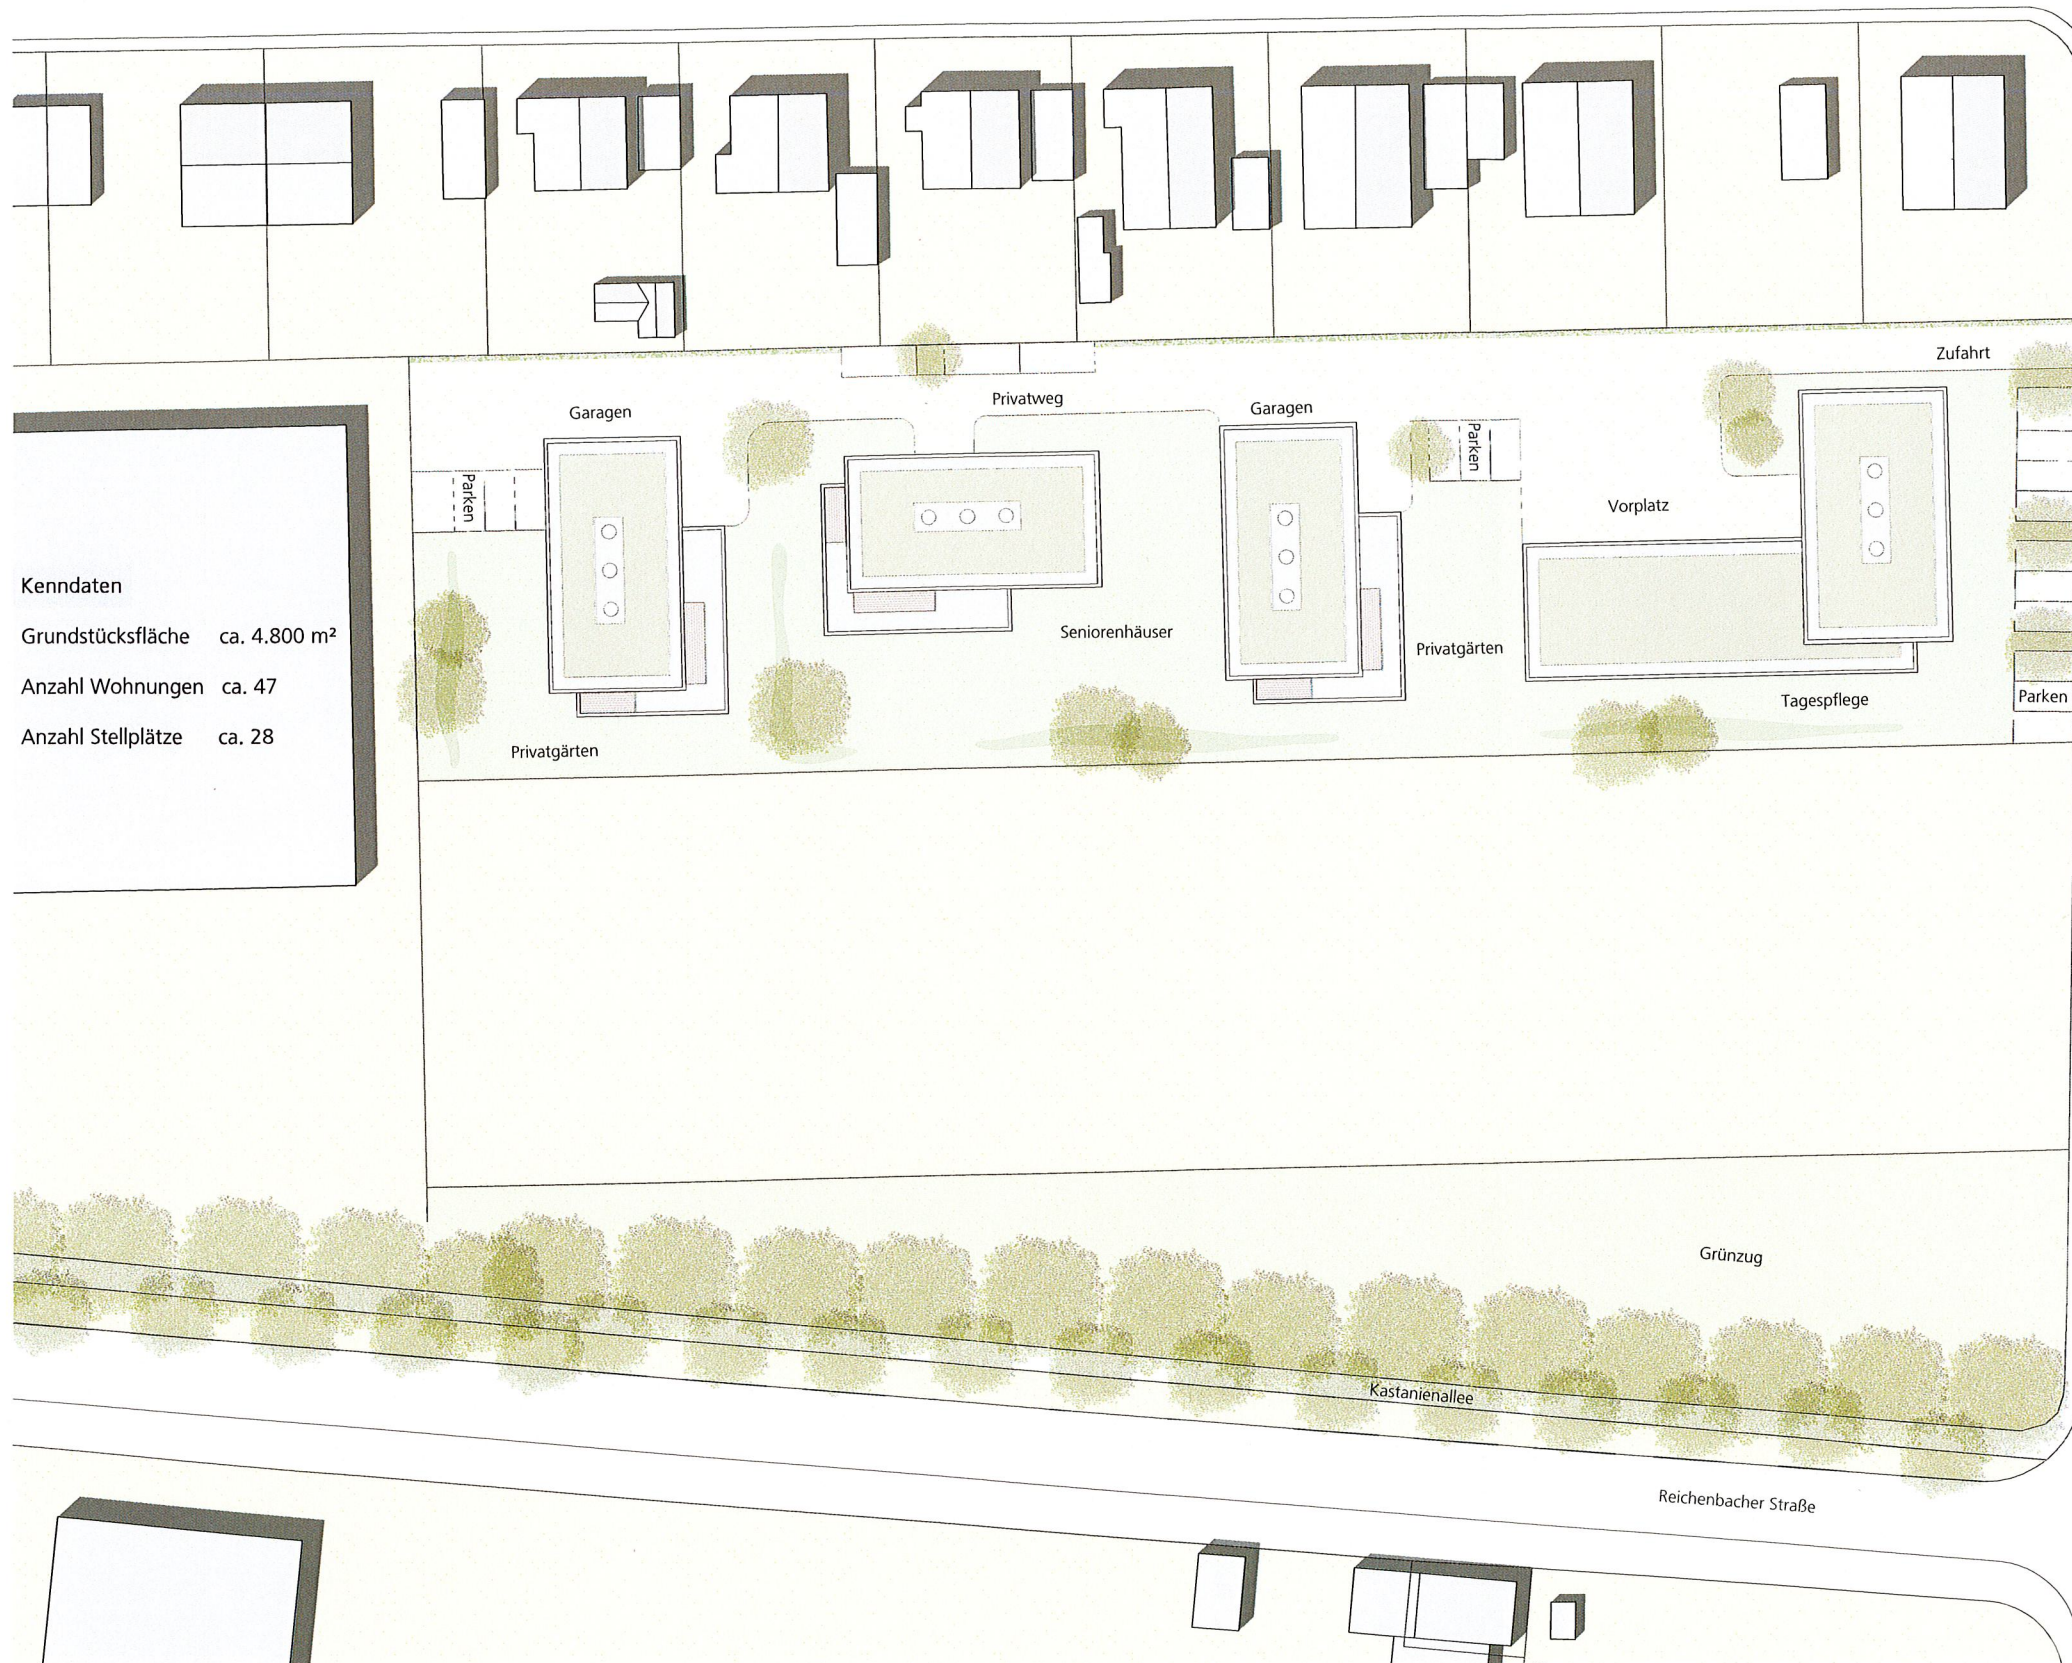 Zufahrt
Privatweg
Garagen
Garagen
Parken
Parken
Vorplatz
Kenndaten
Grundstücksfläche ca. 4.800 m²
Anzahl Wohnungen ca. 47
Anzahl Stellplätze ca. 28
Seniorenhäuser
Privatgärten
Tagespflege
Parken
Privatgärten
Grünzug
Kastanienallee
Reichenbacher Straße